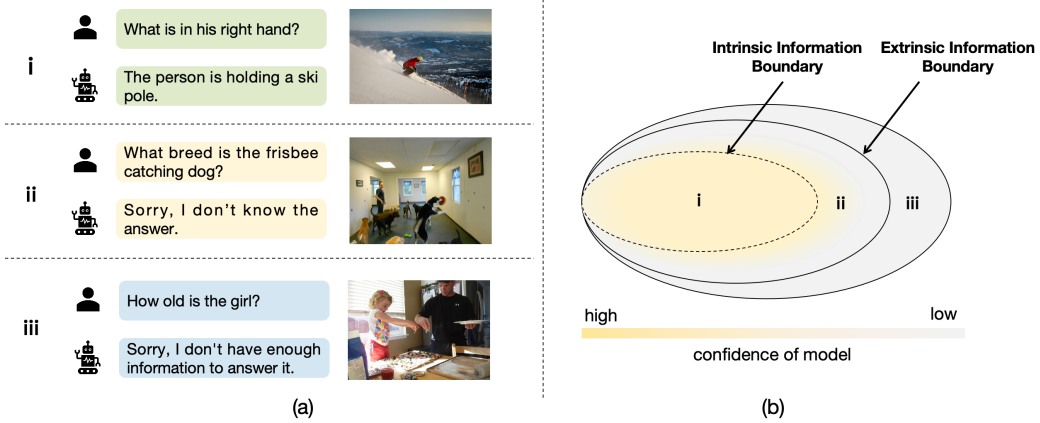 i
What is in his right hand?
The person is holding a ski
pole.
ii
What breed is the frisbee
catching dog?
Sorry, I don't know the
answer.
iii
How old is the girl?
Sorry, I don't have enough
information to answer it.
(a)
Intrinsic Information
Boundary
Extrinsic Information
Boundary
i
ii
iii
high
low
confidence of model
(b)